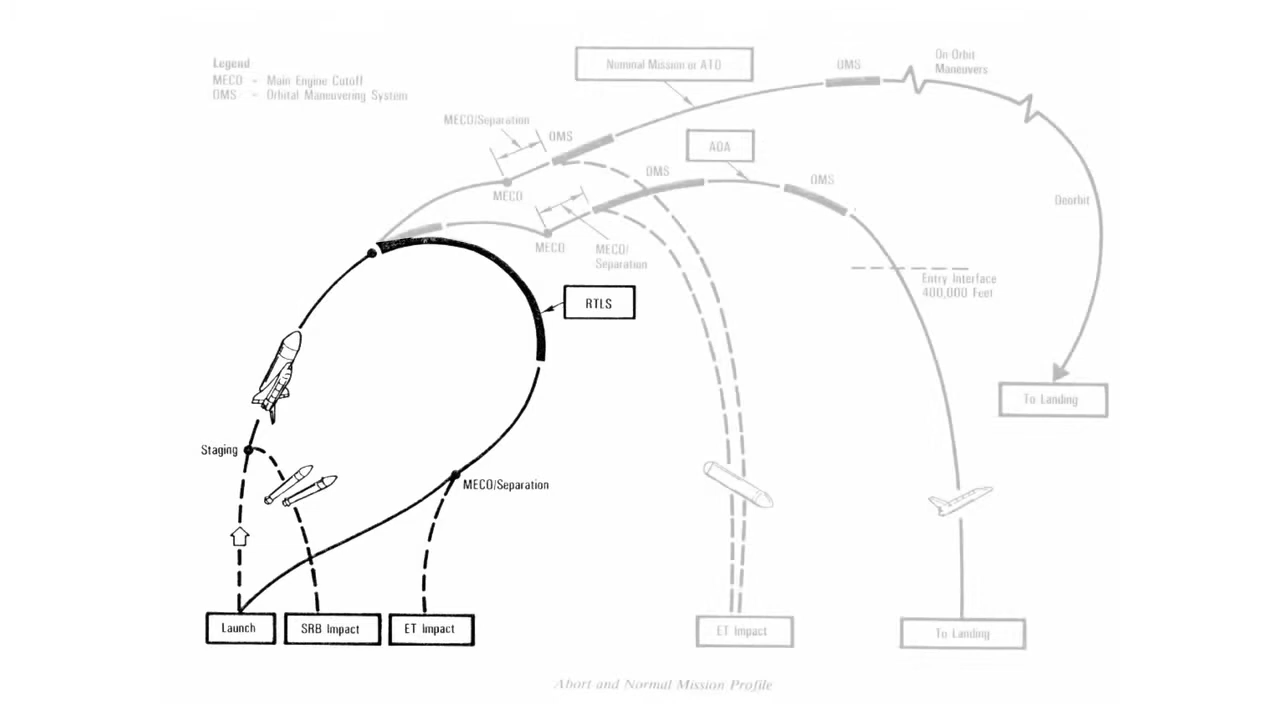 Legend
MECO = Main Engine Cutoff
OMS = Orbital Maneuvering System
Nominal Mission or ATO
OMS
On-Orbit
Maneuvers
MECO/Separation
OMS
AOA
MECO
OMS
OMS
Deorbit
MECO
MECO/
Separation
Entry Interface
400,000 Feet
RTLS
To Landing
Staging
MECO/Separation
Launch
SRB Impact
ET Impact
ET Impact
To Landing
Abort and Normal Mission Profile